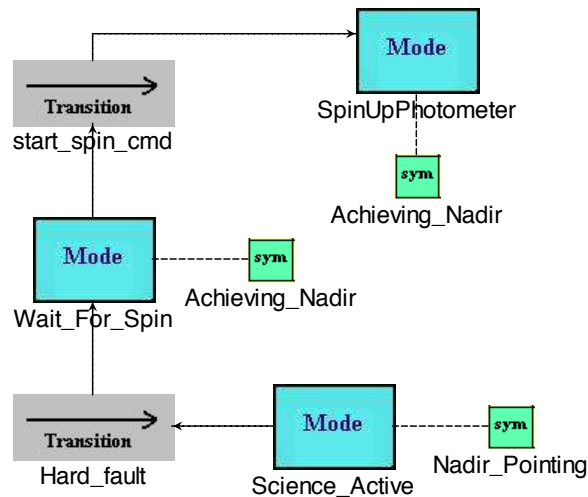 Mode
SpinUpPhotometer
Transition
start_spin_cmd
sym
Achieving_Nadir
Mode
Wait_For_Spin
sym
Achieving_Nadir
Transition
Hard_fault
Mode
Science_Active
sym
Nadir_Pointing